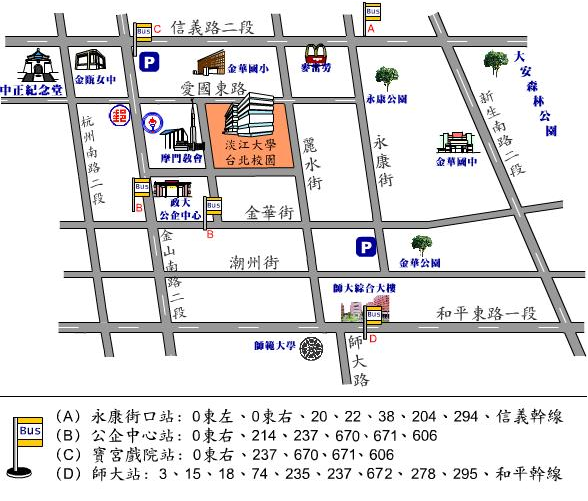 Bus
C
信義路二段
Bus
A
P
中正紀念堂
金甌女中
金華國小
麥當勞
大安森林公園
永康公園
愛國東路
新生南路二段
郵
杭州南路二段
摩門教會
淡江大學
台北校園
麗水街
永康街
金華國中
Bus
B
政大
公企中心
Bus
B
金華街
金山南路二段
P
金華公園
潮州街
師大綜合大樓
和平東路一段
Bus
D
師範大學
師大路
Bus
(A) 永康街口站: 0東左、0東右、20、22、38、204、294、信義幹線
(B) 公企中心站: 0東右、214、237、670、671、606
(C) 寶宮戲院站: 0東右、237、670、671、606
(D) 師大站: 3、15、18、74、235、237、672、278、295、和平幹線